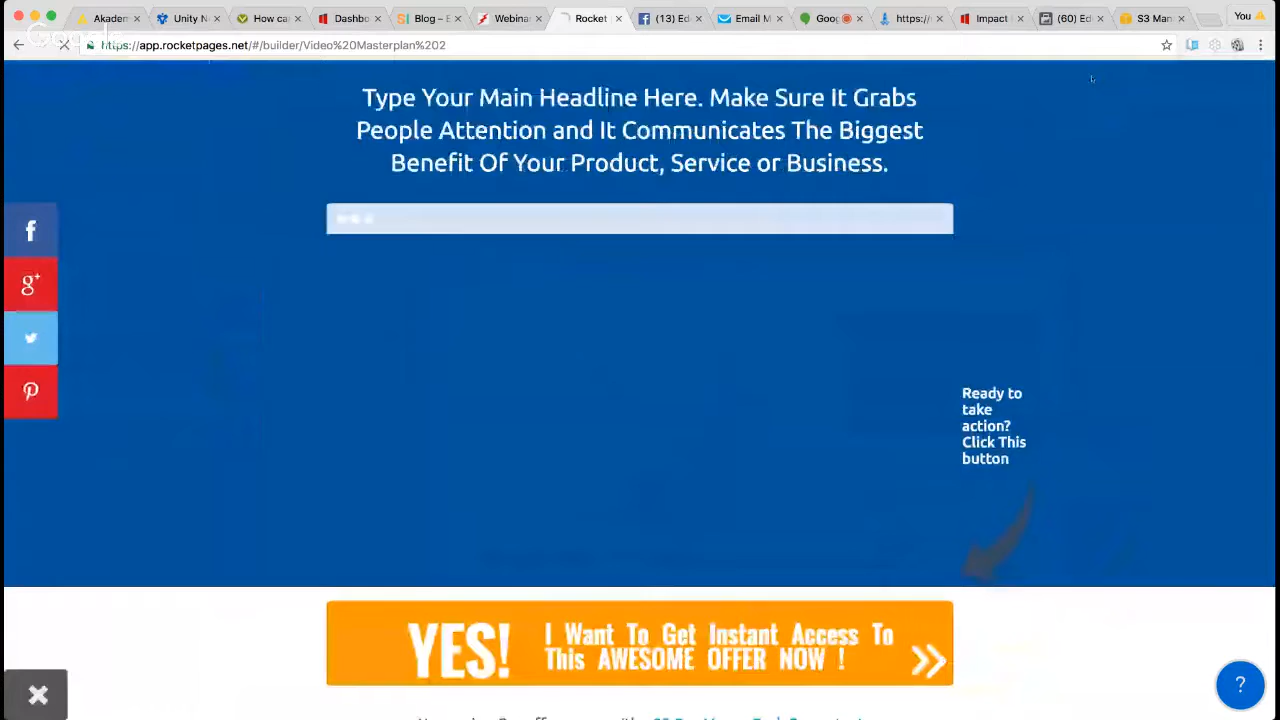 Akaden
Unity N
How ca
Dashbo
Blog – E
Webina
Rocket
(13) Ed
Email M
Goog
https:/
Impact
(60) Ed
S3 Man
You
https://app.rocketpages.net/#/builder/Video%20Masterplan%202
Type Your Main Headline Here. Make Sure It Grabs
People Attention and It Communicates The Biggest
Benefit Of Your Product, Service or Business.
Ready to
take
action?
Click This
button
YES! I Want To Get Instant Access To
This AWESOME OFFER NOW !
?